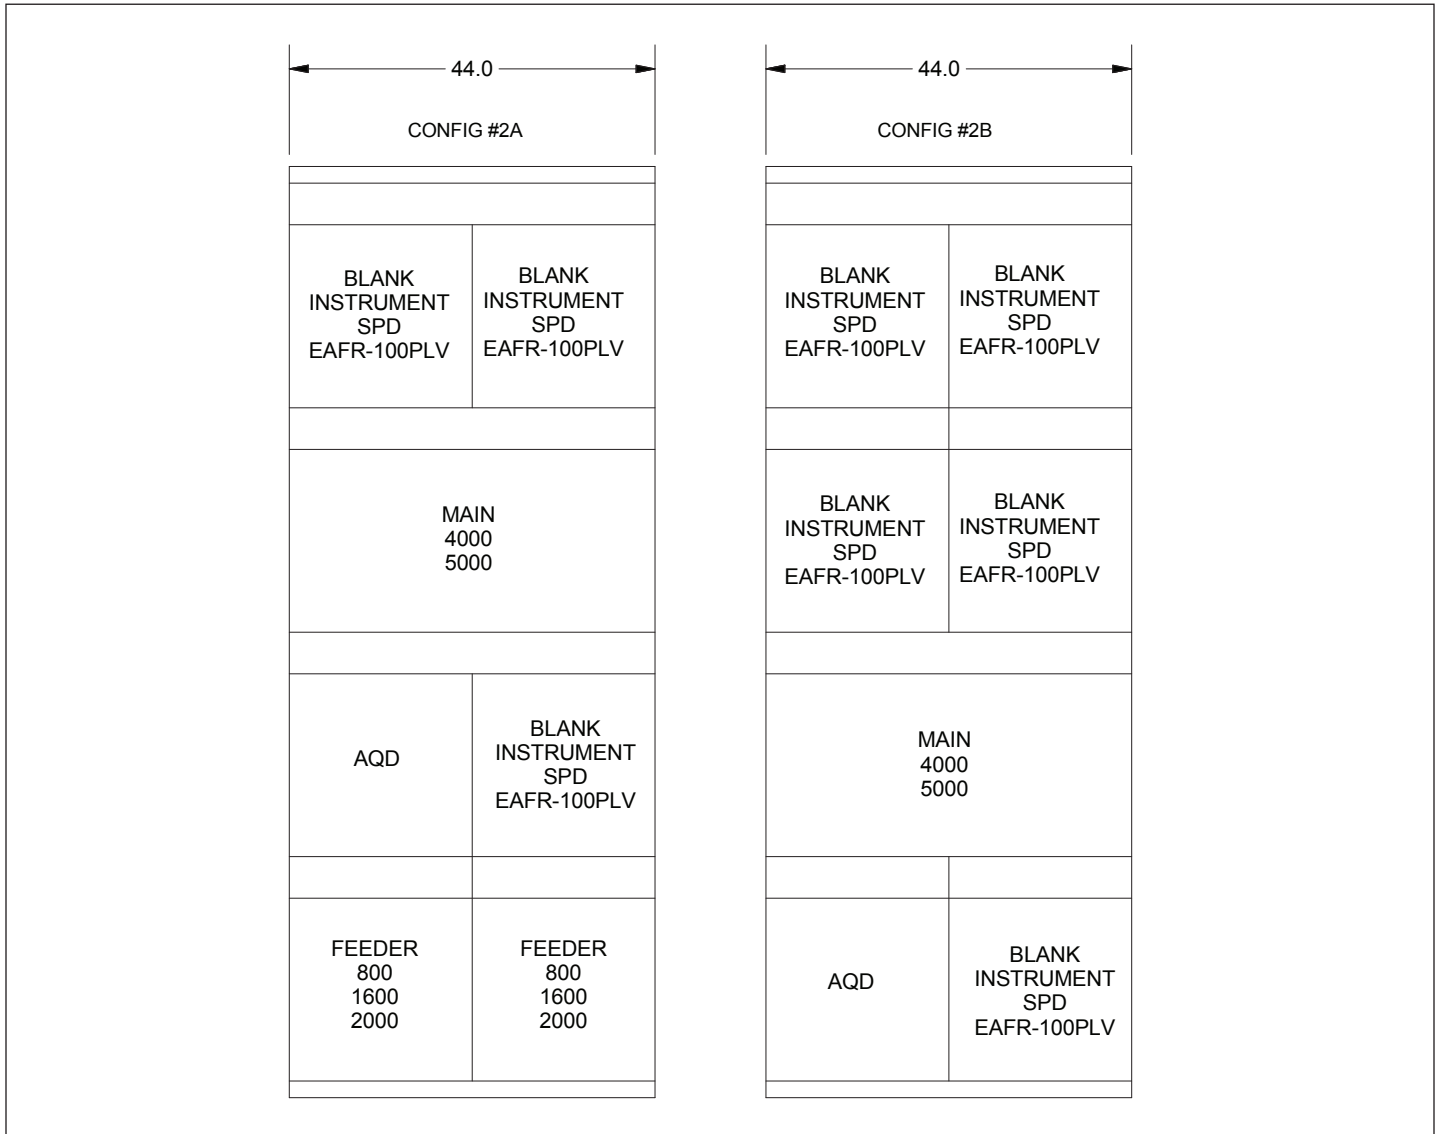 44.0
CONFIG #2A
BLANK
INSTRUMENT
SPD
EAFR-100PLV
BLANK
INSTRUMENT
SPD
EAFR-100PLV
MAIN
4000
5000
AQD
BLANK
INSTRUMENT
SPD
EAFR-100PLV
FEEDER
800
1600
2000
FEEDER
800
1600
2000
44.0
CONFIG #2B
BLANK
INSTRUMENT
SPD
EAFR-100PLV
BLANK
INSTRUMENT
SPD
EAFR-100PLV
BLANK
INSTRUMENT
SPD
EAFR-100PLV
BLANK
INSTRUMENT
SPD
EAFR-100PLV
MAIN
4000
5000
AQD
BLANK
INSTRUMENT
SPD
EAFR-100PLV